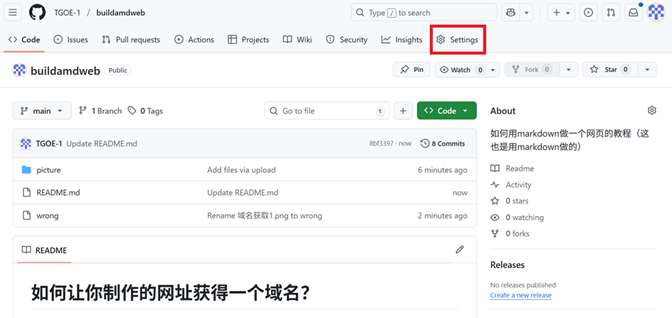 TGOE-1 / buildamdweb
Type / to search
Code
Issues
Pull requests
Actions
Projects
Wiki
Security
Insights
Settings
buildamdweb Public
Pin
Watch 0
Fork 0
Star 0
main
1 Branch
0 Tags
Go to file t
Code
About
如何用markdown做一个网页的教程（这
也是用markdown做的）
TGOE-1 Update README.md 8bf3397 · now 8 Commits
picture Add files via upload 6 minutes ago
README.md Update README.md now
wrong Rename 域名获取1.png to wrong 2 minutes ago
Readme
Activity
0 stars
0 watching
0 forks
README
Releases
No releases published
Create a new release
如何让你制作的网址获得一个域名？